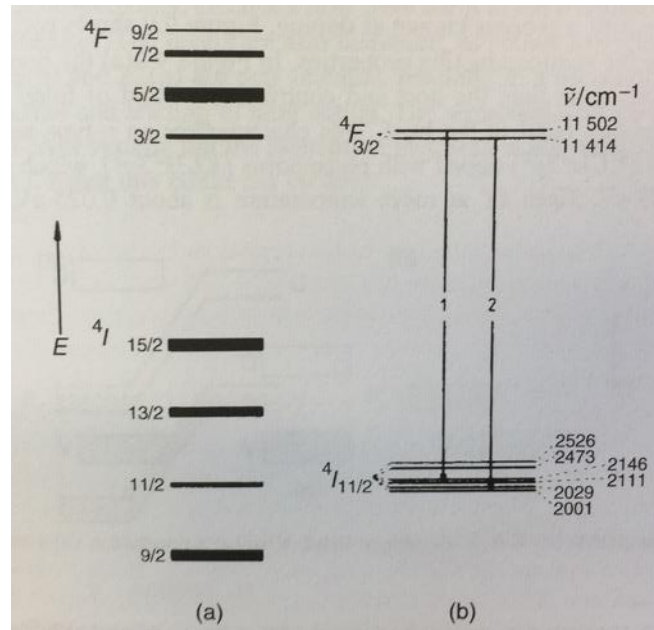 ⁴F 9/2
7/2
5/2
3/2
E
⁴I 15/2
13/2
11/2
9/2
(a)
ṽ/cm⁻¹
⁴F₃/₂
11 502
11 414
1 2
⁴I₁₁/₂
2526
2473
2146
2111
2029
2001
(b)